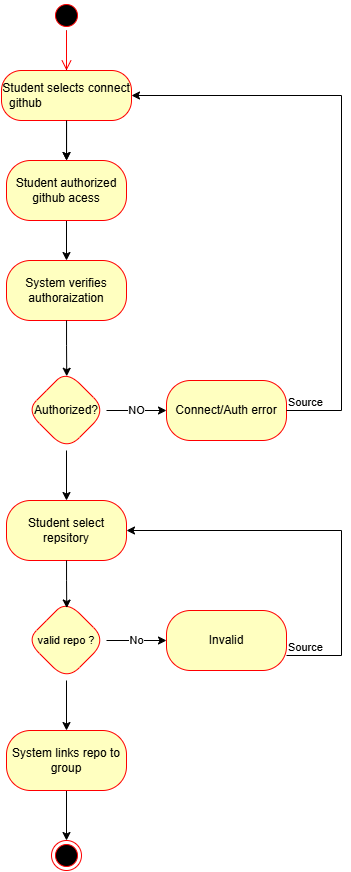 Student selects connect
github
Student authorized
github acess
System verifies
authoraization
Authorized?
NO
Connect/Auth error
Source
Student select
repsitory
valid repo ?
No
Invalid
Source
System links repo to
group